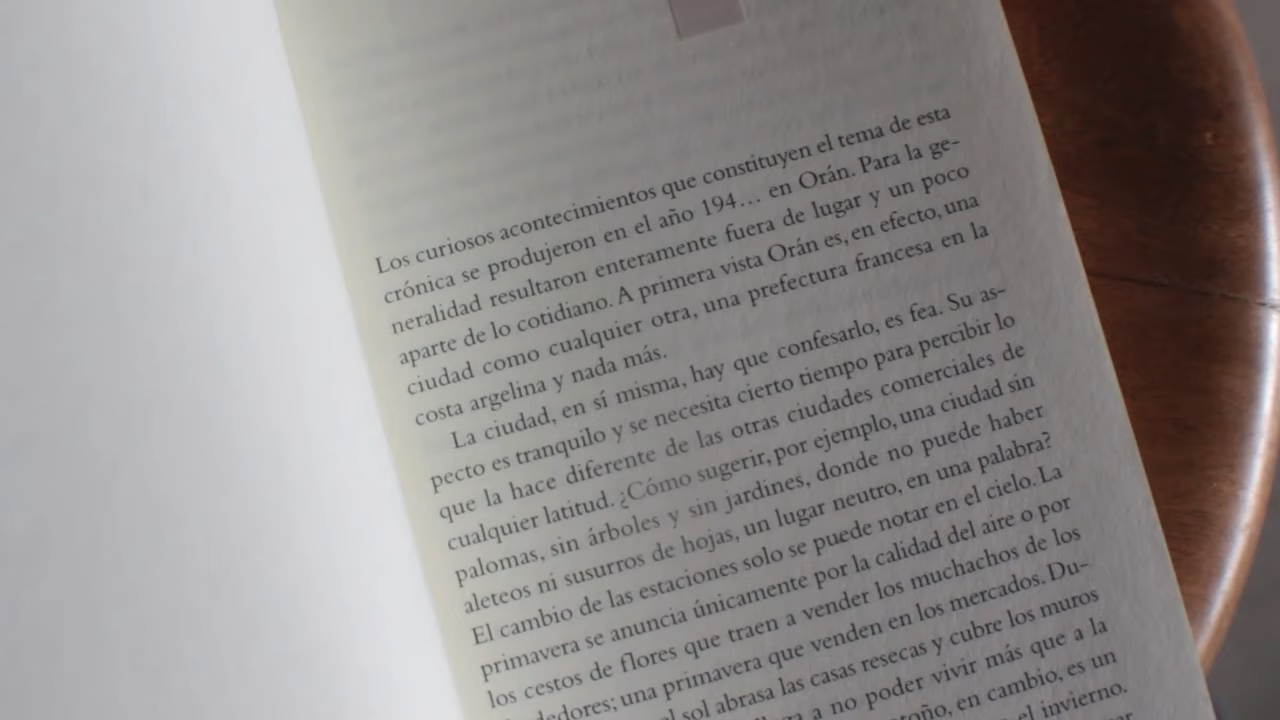 Los curiosos acontecimientos que constituyen el tema de esta
crónica se produjeron en el año 194… en Orán. Para la ge-
neralidad resultaron enteramente fuera de lugar y un poco
aparte de lo cotidiano. A primera vista Orán es, en efecto, una
ciudad como cualquier otra, una prefectura francesa en la
costa argelina y nada más.
La ciudad, en sí misma, hay que confesarlo, es fea. Su as-
pecto es tranquilo y se necesita cierto tiempo para percibir lo
que la hace diferente de las otras ciudades comerciales de
cualquier latitud. ¿Cómo sugerir, por ejemplo, una ciudad sin
palomas, sin árboles y sin jardines, donde no puede haber
aleteos ni susurros de hojas, un lugar neutro, en una palabra?
El cambio de las estaciones solo se puede notar en el cielo. La
primavera se anuncia únicamente por la calidad del aire o por
los cestos de flores que traen a vender los muchachos de los
dedores; una primavera que venden en los mercados. Du-
sol abrasa las casas resecas y cubre los muros
a no poder vivir más que a la
en cambio, es un
el invierno.